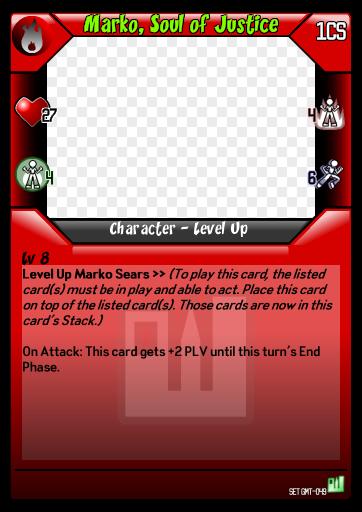 Marko, Soul of Justice
1CS
27
4
4
6
Character - Level Up
Lv 8
Level Up Marko Sears >> (To play this card, the listed
card(s) must be in play and able to act. Place this card
on top of the listed card(s). Those cards are now in this
card's Stack.)
On Attack: This card gets +2 PLV until this turn's End
Phase.
SET GMT-049